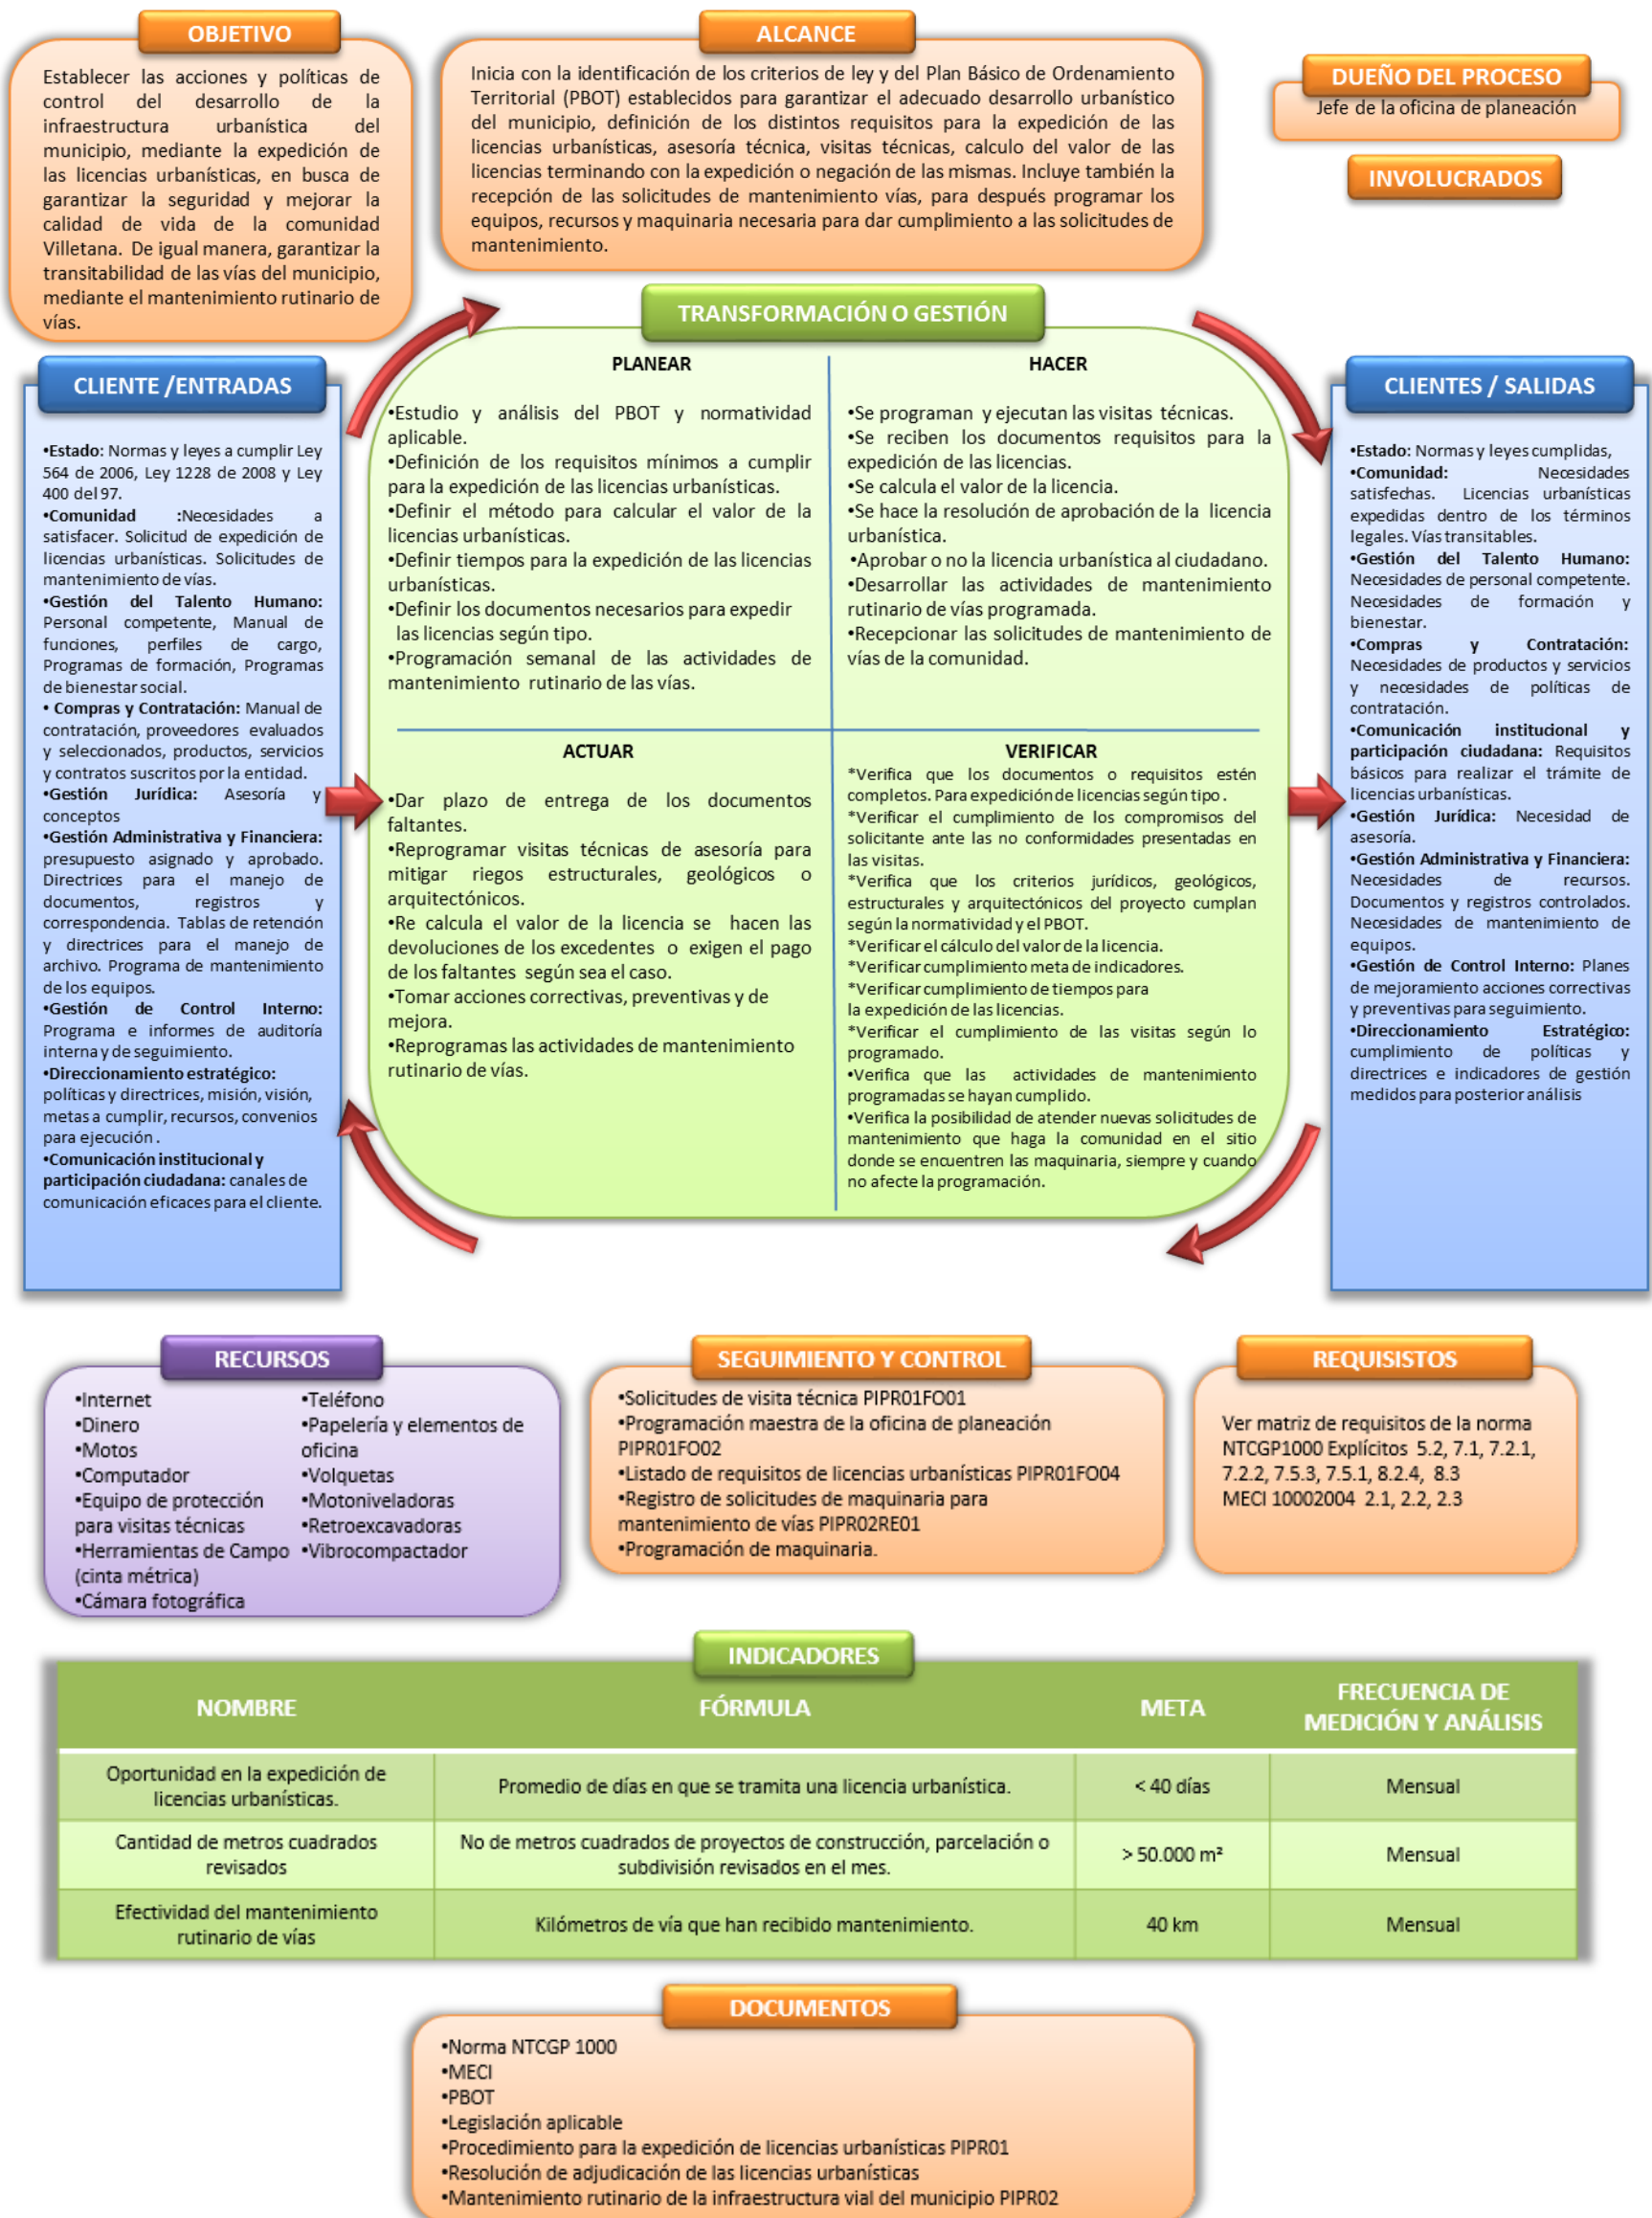 OBJETIVO
Establecer las acciones y políticas de
control del desarrollo de la
infraestructura urbanística del
municipio, mediante la expedición de
las licencias urbanísticas, en busca de
garantizar la seguridad y mejorar la
calidad de vida de la comunidad
Villetana. De igual manera, garantizar la
transitabilidad de las vías del municipio,
mediante el mantenimiento rutinario de
vías.
ALCANCE
Inicia con la identificación de los criterios de ley y del Plan Básico de Ordenamiento
Territorial (PBOT) establecidos para garantizar el adecuado desarrollo urbanístico
del municipio, definición de los distintos requisitos para la expedición de las
licencias urbanísticas, asesoría técnica, visitas técnicas, calculo del valor de las
licencias terminando con la expedición o negación de las mismas. Incluye también la
recepción de las solicitudes de mantenimiento vías, para después programar los
equipos, recursos y maquinaria necesaria para dar cumplimiento a las solicitudes de
mantenimiento.
DUEÑO DEL PROCESO
Jefe de la oficina de planeación
INVOLUCRADOS
CLIENTE /ENTRADAS
•Estado: Normas y leyes a cumplir Ley
564 de 2006, Ley 1228 de 2008 y Ley
400 del 97.
•Comunidad :Necesidades a
satisfacer. Solicitud de expedición de
licencias urbanísticas. Solicitudes de
mantenimiento de vías.
•Gestión del Talento Humano:
Personal competente, Manual de
funciones, perfiles de cargo,
Programas de formación, Programas
de bienestar social.
• Compras y Contratación: Manual de
contratación, proveedores evaluados
y seleccionados, productos, servicios
y contratos suscritos por la entidad.
•Gestión Jurídica: Asesoría y
conceptos
•Gestión Administrativa y Financiera:
presupuesto asignado y aprobado.
Directrices para el manejo de
documentos, registros y
correspondencia. Tablas de retención
y directrices para el manejo de
archivo. Programa de mantenimiento
de los equipos.
•Gestión de Control Interno:
Programa e informes de auditoría
interna y de seguimiento.
•Direccionamiento estratégico:
políticas y directrices, misión, visión,
metas a cumplir, recursos, convenios
para ejecución .
•Comunicación institucional y
participación ciudadana: canales de
comunicación eficaces para el cliente.
TRANSFORMACIÓN O GESTIÓN
PLANEAR
•Estudio y análisis del PBOT y normatividad
aplicable.
•Definición de los requisitos mínimos a cumplir
para la expedición de las licencias urbanísticas.
•Definir el método para calcular el valor de la
licencias urbanísticas.
•Definir tiempos para la expedición de las licencias
urbanísticas.
•Definir los documentos necesarios para expedir
las licencias según tipo.
•Programación semanal de las actividades de
mantenimiento rutinario de las vías.
HACER
•Se programan y ejecutan las visitas técnicas.
•Se reciben los documentos requisitos para la
expedición de las licencias.
•Se calcula el valor de la licencia.
•Se hace la resolución de aprobación de la licencia
urbanística.
•Aprobar o no la licencia urbanística al ciudadano.
•Desarrollar las actividades de mantenimiento
rutinario de vías programada.
•Recepcionar las solicitudes de mantenimiento de
vías de la comunidad.
ACTUAR
•Dar plazo de entrega de los documentos
faltantes.
•Reprogramar visitas técnicas de asesoría para
mitigar riegos estructurales, geológicos o
arquitectónicos.
•Re calcula el valor de la licencia se hacen las
devoluciones de los excedentes o exigen el pago
de los faltantes según sea el caso.
•Tomar acciones correctivas, preventivas y de
mejora.
•Reprogramas las actividades de mantenimiento
rutinario de vías.
VERIFICAR
*Verifica que los documentos o requisitos estén
completos. Para expedición de licencias según tipo .
*Verificar el cumplimiento de los compromisos del
solicitante ante las no conformidades presentadas en
las visitas.
*Verifica que los criterios jurídicos, geológicos,
estructurales y arquitectónicos del proyecto cumplan
según la normatividad y el PBOT.
*Verificar el cálculo del valor de la licencia.
*Verificar cumplimiento meta de indicadores.
*Verificar cumplimiento de tiempos para
la expedición de las licencias.
*Verificar el cumplimiento de las visitas según lo
programado.
•Verifica que las actividades de mantenimiento
programadas se hayan cumplido.
•Verifica la posibilidad de atender nuevas solicitudes de
mantenimiento que haga la comunidad en el sitio
donde se encuentren las maquinaria, siempre y cuando
no afecte la programación.
CLIENTES / SALIDAS
•Estado: Normas y leyes cumplidas,
•Comunidad: Necesidades
satisfechas. Licencias urbanísticas
expedidas dentro de los términos
legales. Vías transitables.
•Gestión del Talento Humano:
Necesidades de personal competente.
Necesidades de formación y
bienestar.
•Compras y Contratación:
Necesidades de productos y servicios
y necesidades de políticas de
contratación.
•Comunicación institucional y
participación ciudadana: Requisitos
básicos para realizar el trámite de
licencias urbanísticas.
•Gestión Jurídica: Necesidad de
asesoría.
•Gestión Administrativa y Financiera:
Necesidades de recursos.
Documentos y registros controlados.
Necesidades de mantenimiento de
equipos.
•Gestión de Control Interno: Planes
de mejoramiento acciones correctivas
y preventivas para seguimiento.
•Direccionamiento Estratégico:
cumplimiento de políticas y
directrices e indicadores de gestión
medidos para posterior análisis
RECURSOS
•Internet
•Dinero
•Motos
•Computador
•Equipo de protección
para visitas técnicas
•Herramientas de Campo
(cinta métrica)
•Cámara fotográfica
•Teléfono
•Papelería y elementos de
oficina
•Volquetas
•Motoniveladoras
•Retroexcavadoras
•Vibrocompactador
SEGUIMIENTO Y CONTROL
•Solicitudes de visita técnica PIPR01FO01
•Programación maestra de la oficina de planeación
PIPR01FO02
•Listado de requisitos de licencias urbanísticas PIPR01FO04
•Registro de solicitudes de maquinaria para
mantenimiento de vías PIPR02RE01
•Programación de maquinaria.
REQUISISTOS
Ver matriz de requisitos de la norma
NTCGP1000 Explícitos 5.2, 7.1, 7.2.1,
7.2.2, 7.5.3, 7.5.1, 8.2.4, 8.3
MECI 10002004 2.1, 2.2, 2.3
INDICADORES
NOMBRE
FÓRMULA
META
FRECUENCIA DE
MEDICIÓN Y ANÁLISIS
Oportunidad en la expedición de
licencias urbanísticas.
Promedio de días en que se tramita una licencia urbanística.
< 40 días
Mensual
Cantidad de metros cuadrados
revisados
No de metros cuadrados de proyectos de construcción, parcelación o
subdivisión revisados en el mes.
> 50.000 m²
Mensual
Efectividad del mantenimiento
rutinario de vías
Kilómetros de vía que han recibido mantenimiento.
40 km
Mensual
DOCUMENTOS
•Norma NTCGP 1000
•MECI
•PBOT
•Legislación aplicable
•Procedimiento para la expedición de licencias urbanísticas PIPR01
•Resolución de adjudicación de las licencias urbanísticas
•Mantenimiento rutinario de la infraestructura vial del municipio PIPR02